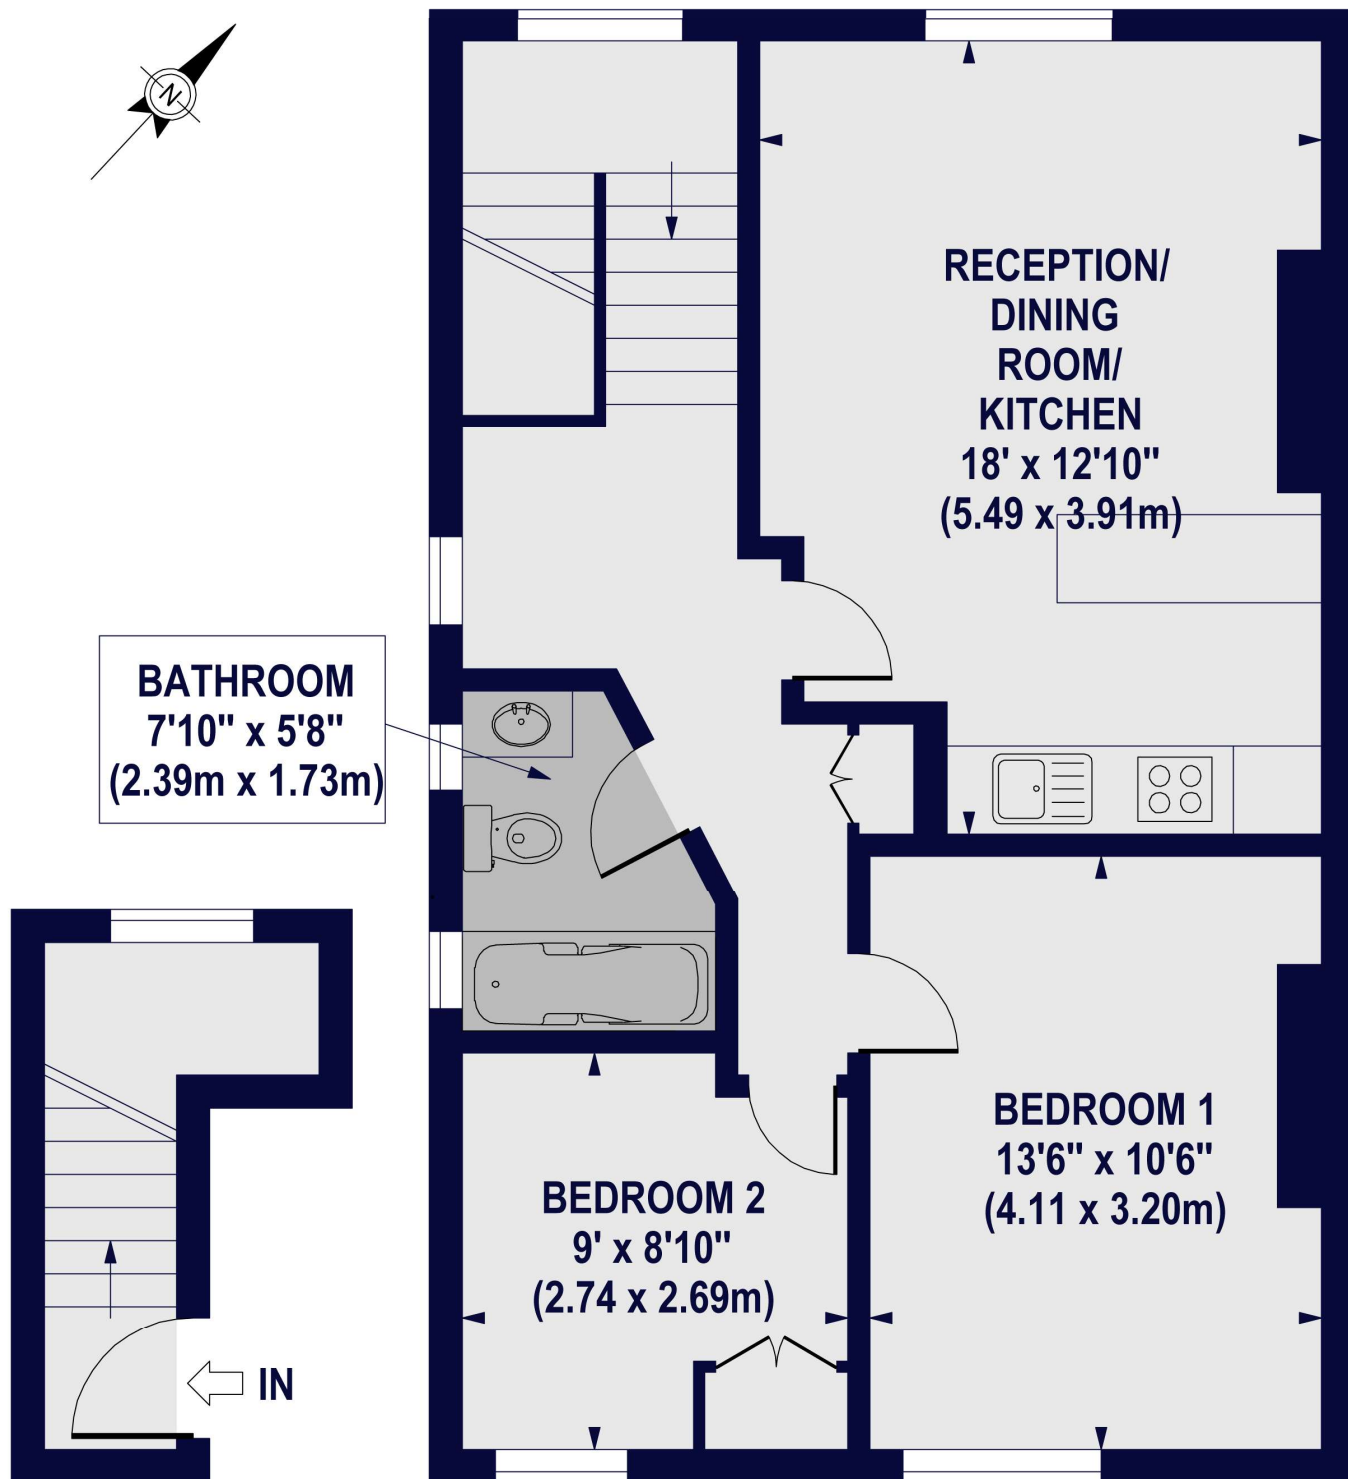 N
RECEPTION/
DINING
ROOM/
KITCHEN
18' x 12'10"
(5.49 x 3.91m)
BATHROOM
7'10" x 5'8"
(2.39m x 1.73m)
BEDROOM 1
13'6" x 10'6"
(4.11 x 3.20m)
BEDROOM 2
9' x 8'10"
(2.74 x 2.69m)
IN